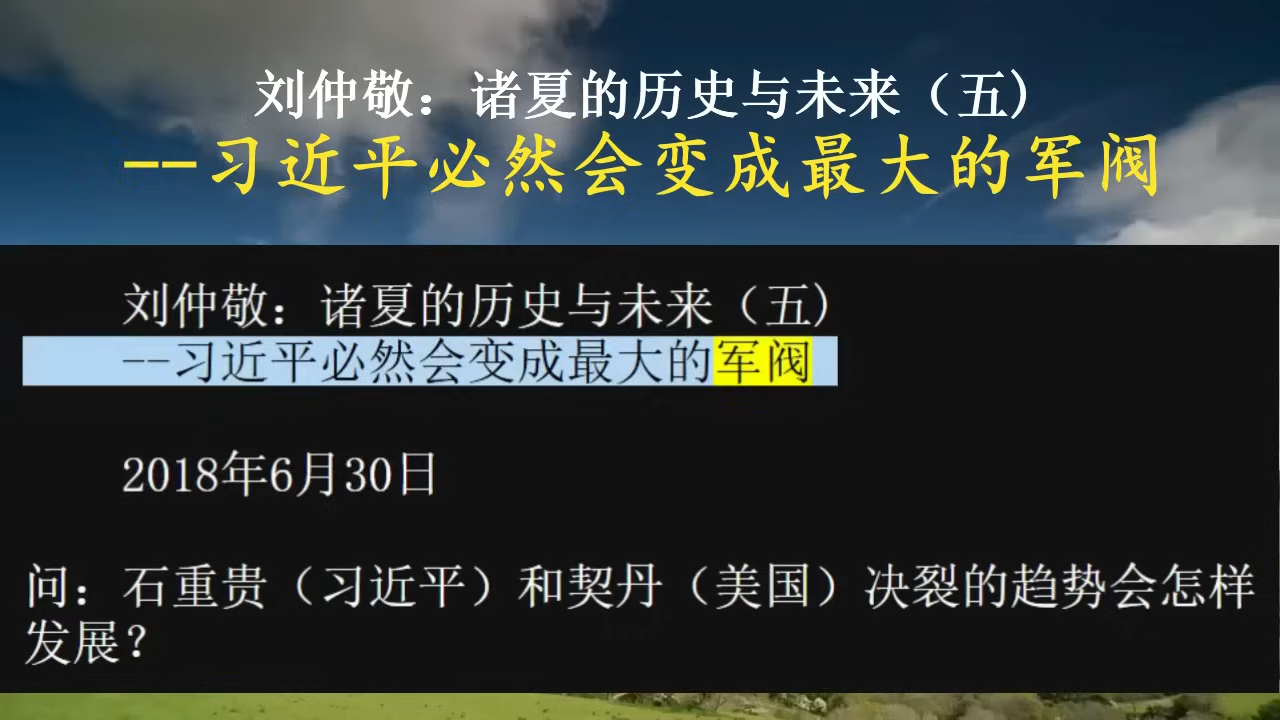 刘仲敬：诸夏的历史与未来（五）
--习近平必然会变成最大的军阀
刘仲敬：诸夏的历史与未来（五）
--习近平必然会变成最大的军阀
2018年6月30日
问：石重贵（习近平）和契丹（美国）决裂的趋势会怎样
发展？